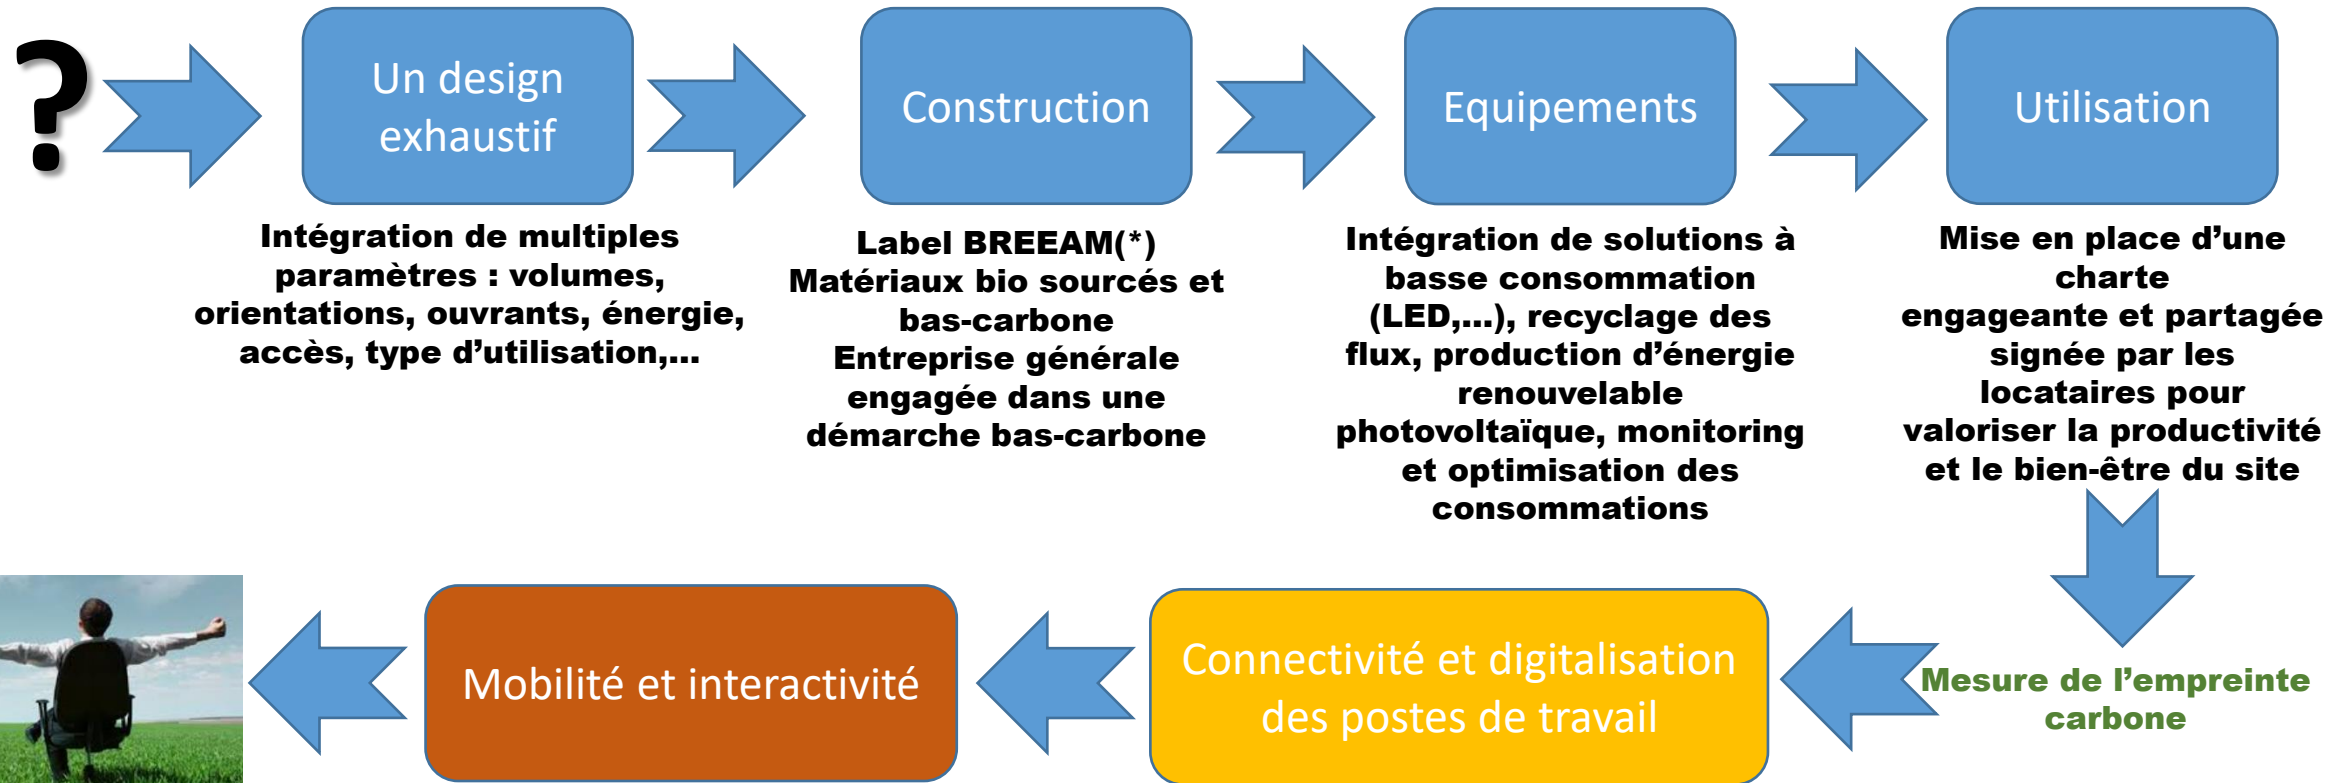 ?
Un design
exhaustif
Construction
Equipements
Utilisation
Intégration de multiples
paramètres : volumes,
orientations, ouvrants, énergie,
accès, type d’utilisation,...
Label BREEAM(*)
Matériaux bio sourcés et
bas-carbone
Entreprise générale
engagée dans une
démarche bas-carbone
Intégration de solutions à
basse consommation
(LED,...), recyclage des
flux, production d’énergie
renouvelable
photovoltaïque, monitoring
et optimisation des
consommations
Mise en place d’une
charte
engageante et partagée
signée par les
locataires pour
valoriser la productivité
et le bien-être du site
Mesure de l’empreinte
carbone
Connectivité et digitalisation
des postes de travail
Mobilité et interactivité